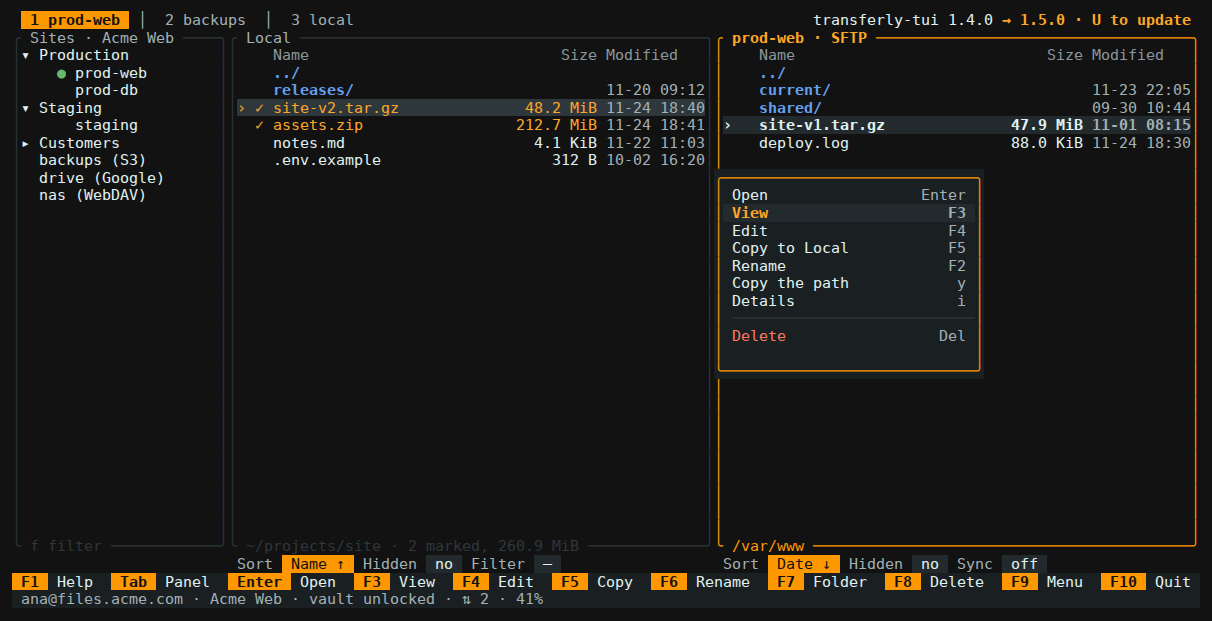 1 prod-web │ 2 backups │ 3 local transferly-tui 1.4.0 → 1.5.0 · U to update
Sites · Acme Web
▾ Production
● prod-web
prod-db
▾ Staging
staging
▸ Customers
backups (S3)
drive (Google)
nas (WebDAV)
f filter
Local
Name Size Modified
../
releases/ 11-20 09:12
› ✓ site-v2.tar.gz 48.2 MiB 11-24 18:40
✓ assets.zip 212.7 MiB 11-24 18:41
notes.md 4.1 KiB 11-22 11:03
.env.example 312 B 10-02 16:20
~/projects/site · 2 marked, 260.9 MiB
prod-web · SFTP
Name Size Modified
../
current/ 11-23 22:05
shared/ 09-30 10:44
› site-v1.tar.gz 47.9 MiB 11-01 08:15
deploy.log 88.0 KiB 11-24 18:30
Open Enter
View F3
Edit F4
Copy to Local F5
Rename F2
Copy the path y
Details i
Delete Del
/var/www
Sort Name ↑ Hidden no Filter —
Sort Date ↓ Hidden no Sync off
F1 Help Tab Panel Enter Open F3 View F4 Edit F5 Copy F6 Rename F7 Folder F8 Delete F9 Menu F10 Quit
ana@files.acme.com · Acme Web · vault unlocked · ⇅ 2 · 41%